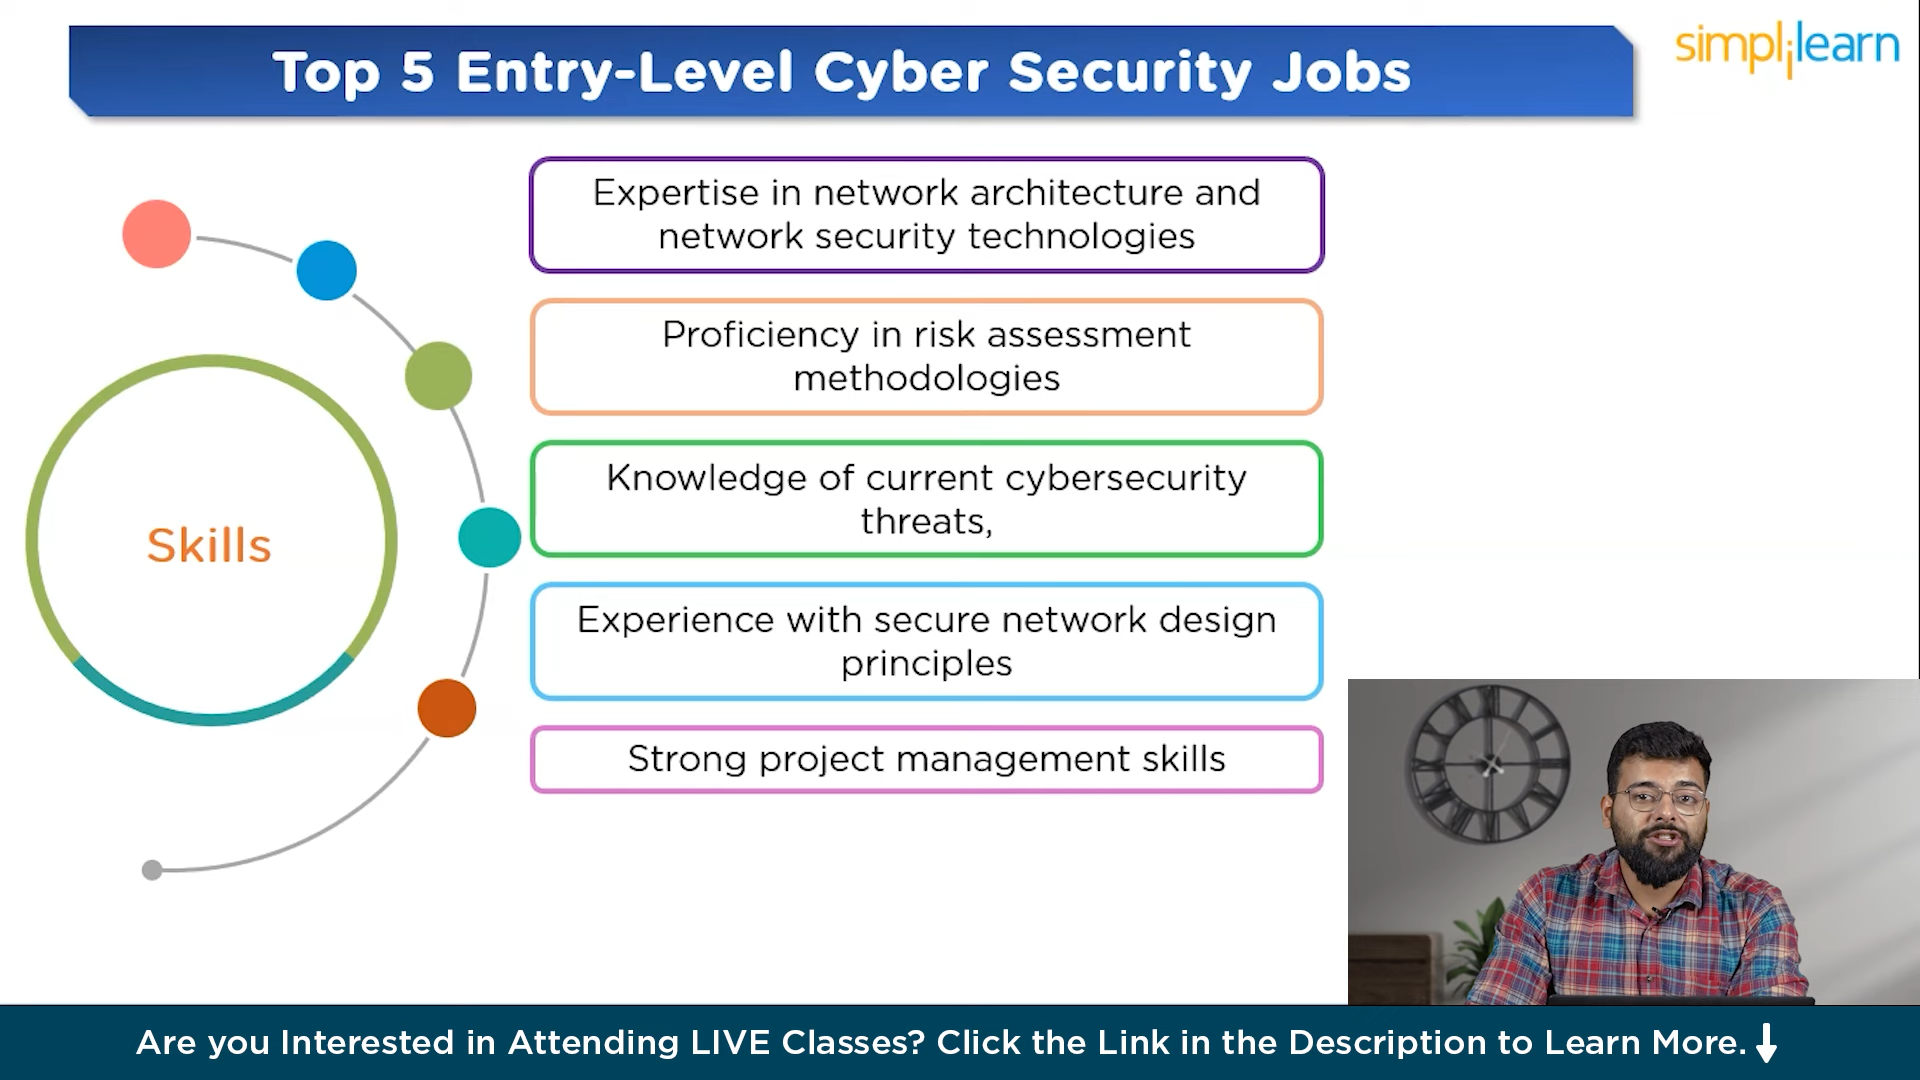 Top 5 Entry-Level Cyber Security Jobs
simplilearn
Expertise in network architecture and
network security technologies
Proficiency in risk assessment
methodologies
Knowledge of current cybersecurity
threats,
Skills
Experience with secure network design
principles
Strong project management skills
Are you Interested in Attending LIVE Classes? Click the Link in the Description to Learn More.